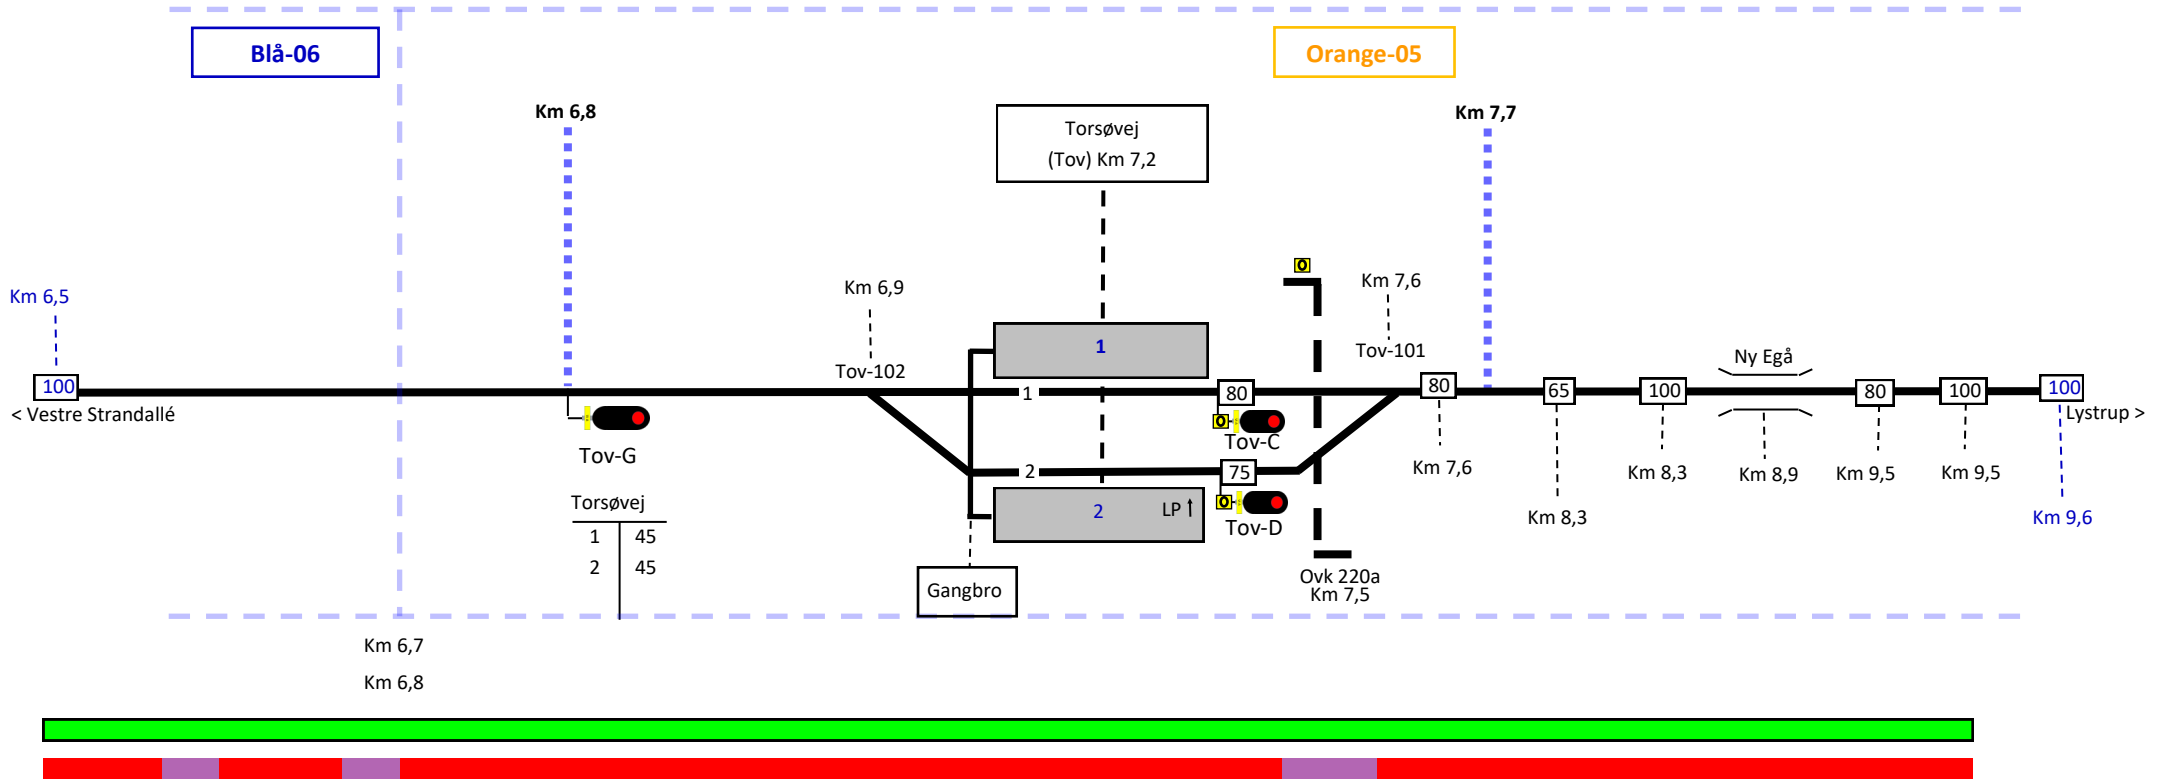 Blå-06
Orange-05
Km 6,8
Km 7,7
Torsøvej
(Tov) Km 7,2
Km 6,5
Km 6,9
Km 7,6
Tov-102
Tov-101
Ny Egå
1
100
1
80
80
65
100
80
100
100
< Vestre Strandallé
Lystrup >
Tov-G
Tov-C
2
75
Km 7,6
Km 8,3
Km 8,9
Km 9,5
Km 9,5
Torsøvej
1 45
2 45
2
LP
Tov-D
Km 8,3
Km 9,6
Gangbro
Ovk 220a
Km 7,5
Km 6,7
Km 6,8